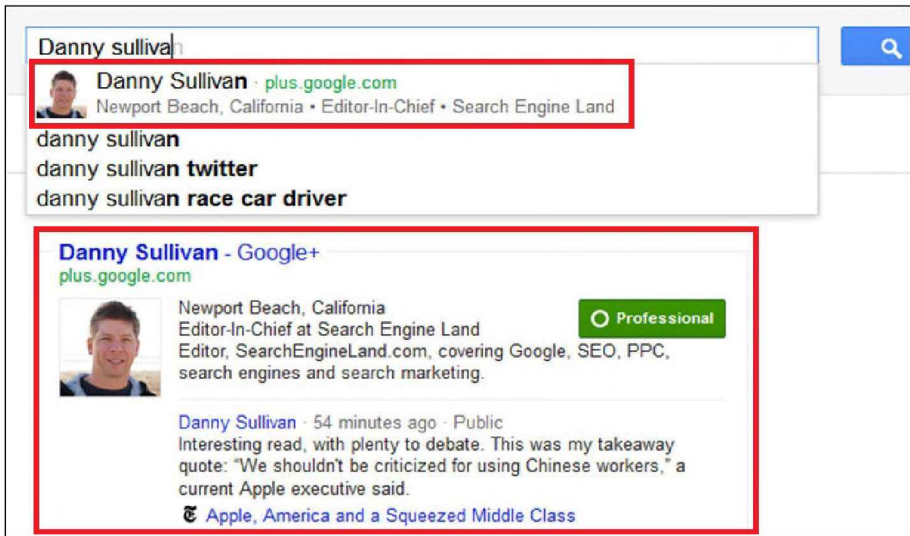 Danny sullivan
Danny Sullivan · plus.google.com
Newport Beach, California • Editor-In-Chief • Search Engine Land
danny sullivan
danny sullivan twitter
danny sullivan race car driver
Danny Sullivan - Google+
plus.google.com
Newport Beach, California
Editor-In-Chief at Search Engine Land
Professional
Editor, SearchEngineLand.com, covering Google, SEO, PPC,
search engines and search marketing.
Danny Sullivan · 54 minutes ago · Public
Interesting read, with plenty to debate. This was my takeaway
quote: “We shouldn't be criticized for using Chinese workers,” a
current Apple executive said.
Apple, America and a Squeezed Middle Class